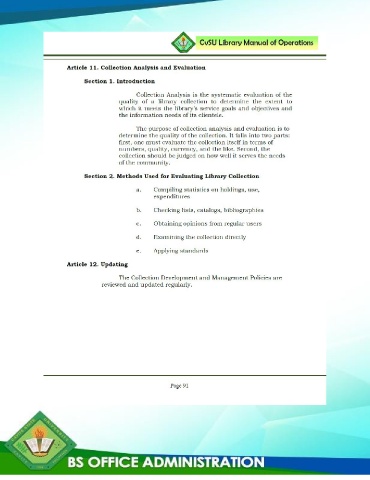 CvSU Library Manual of Operations
Article 11. Collection Analysis and Evaluation
Section 1. Introduction
Collection Analysis is the systematic evaluation of the
quality of a library collection to determine the extent to
which it meets the library's service goals and objectives and
the information needs of its clientele.
The purpose of collection analysis and evaluation is to
determine the quality of the collection. It falls into two parts:
first, one must evaluate the collection itself in terms of
numbers, quality, currency, and the like. Second, the
collection should be judged on how well it serves the needs
of the community.
Section 2. Methods Used for Evaluating Library Collection
a. Compiling statistics on holdings, use,
expenditures
b. Checking lists, catalogs, bibliographies
c. Obtaining opinions from regular users
d. Examining the collection directly
e. Applying standards
Article 12. Updating
The Collection Development and Management Policies are
reviewed and updated regularly.
Page 91
BS OFFICE ADMINISTRATION